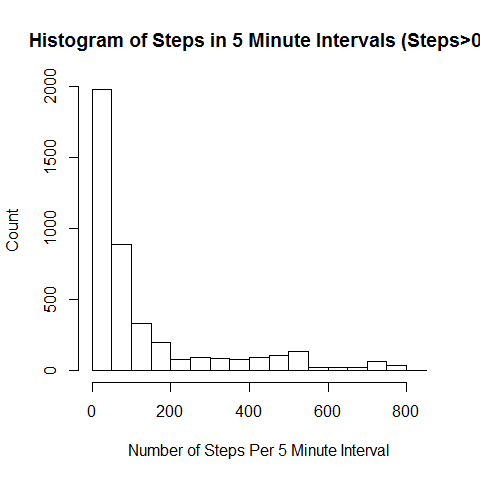 Histogram of Steps in 5 Minute Intervals (Steps>0
2000
1500
1000
500
0
Count
0 200 400 600 800
Number of Steps Per 5 Minute Interval